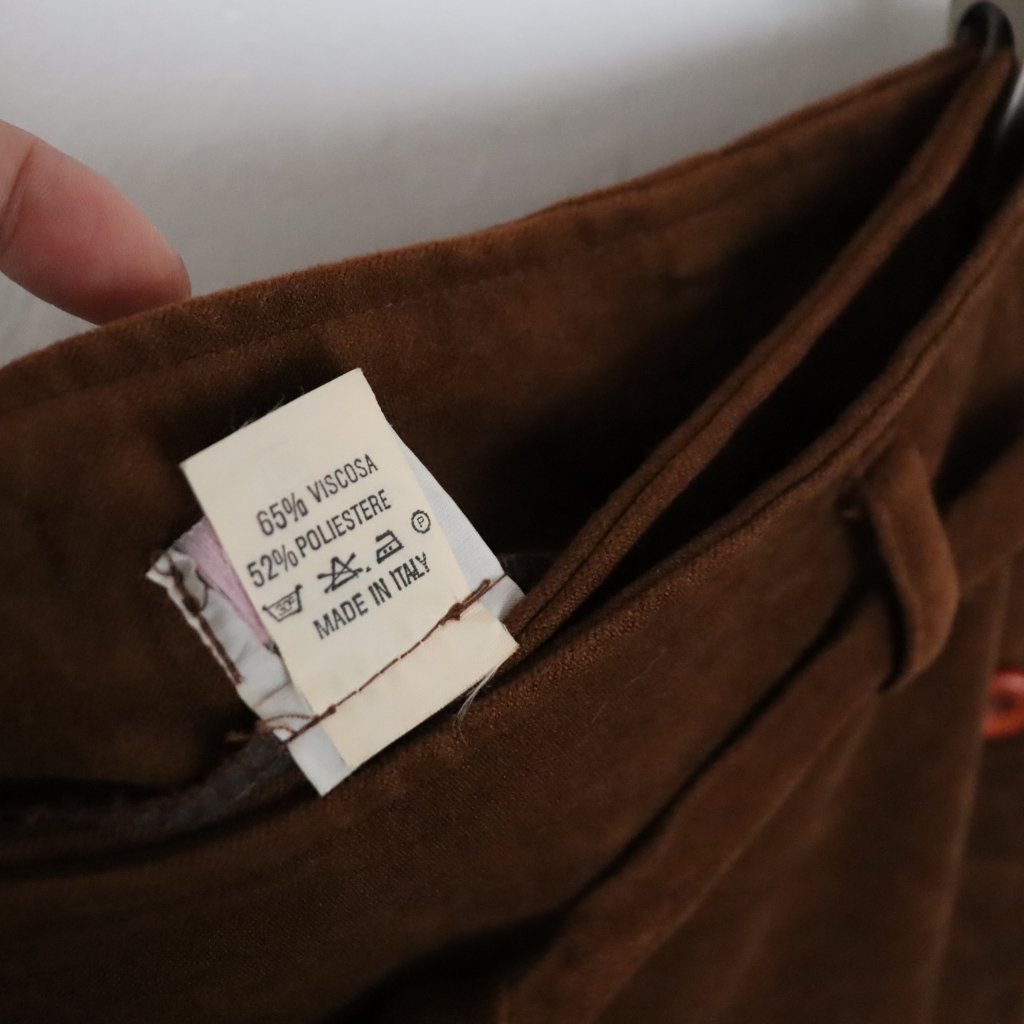 65% VISCOSA
52% POLIESTERE
P
MADE IN ITALY